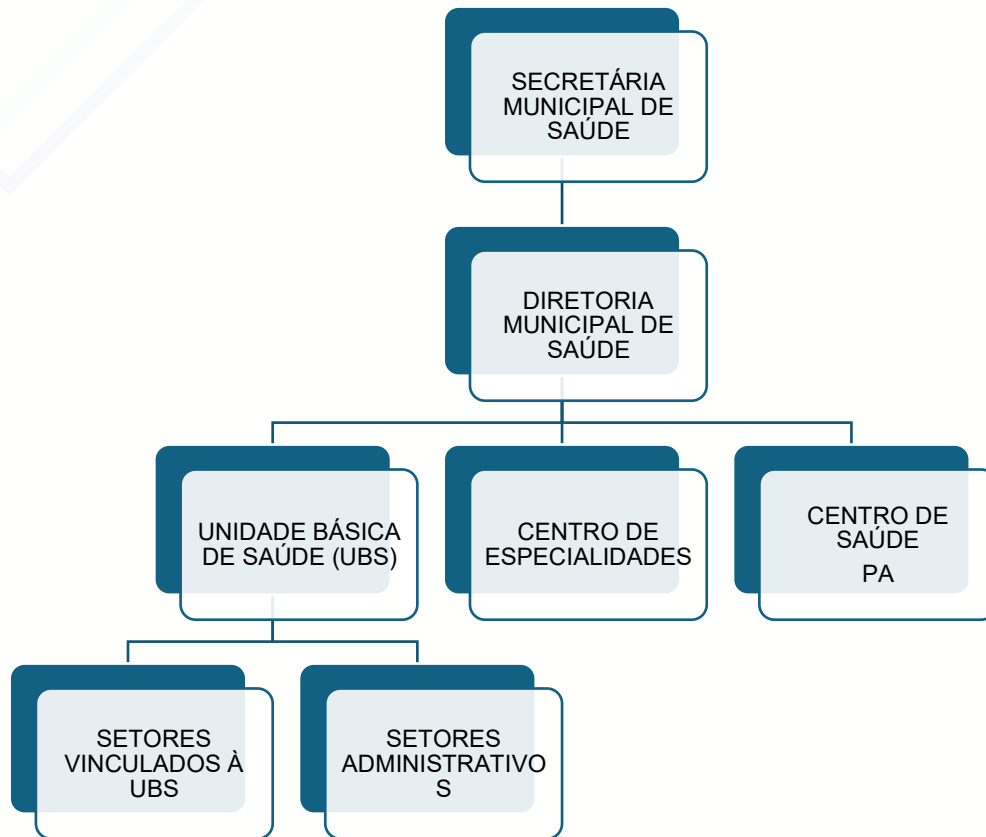 SECRETÁRIA
MUNICIPAL DE
SAÚDE
DIRETORIA
MUNICIPAL DE
SAÚDE
UNIDADE BÁSICA
DE SAÚDE (UBS)
CENTRO DE
ESPECIALIDADES
CENTRO DE
SAÚDE
PA
SETORES
VINCULADOS À
UBS
SETORES
ADMINISTRATIVO
S